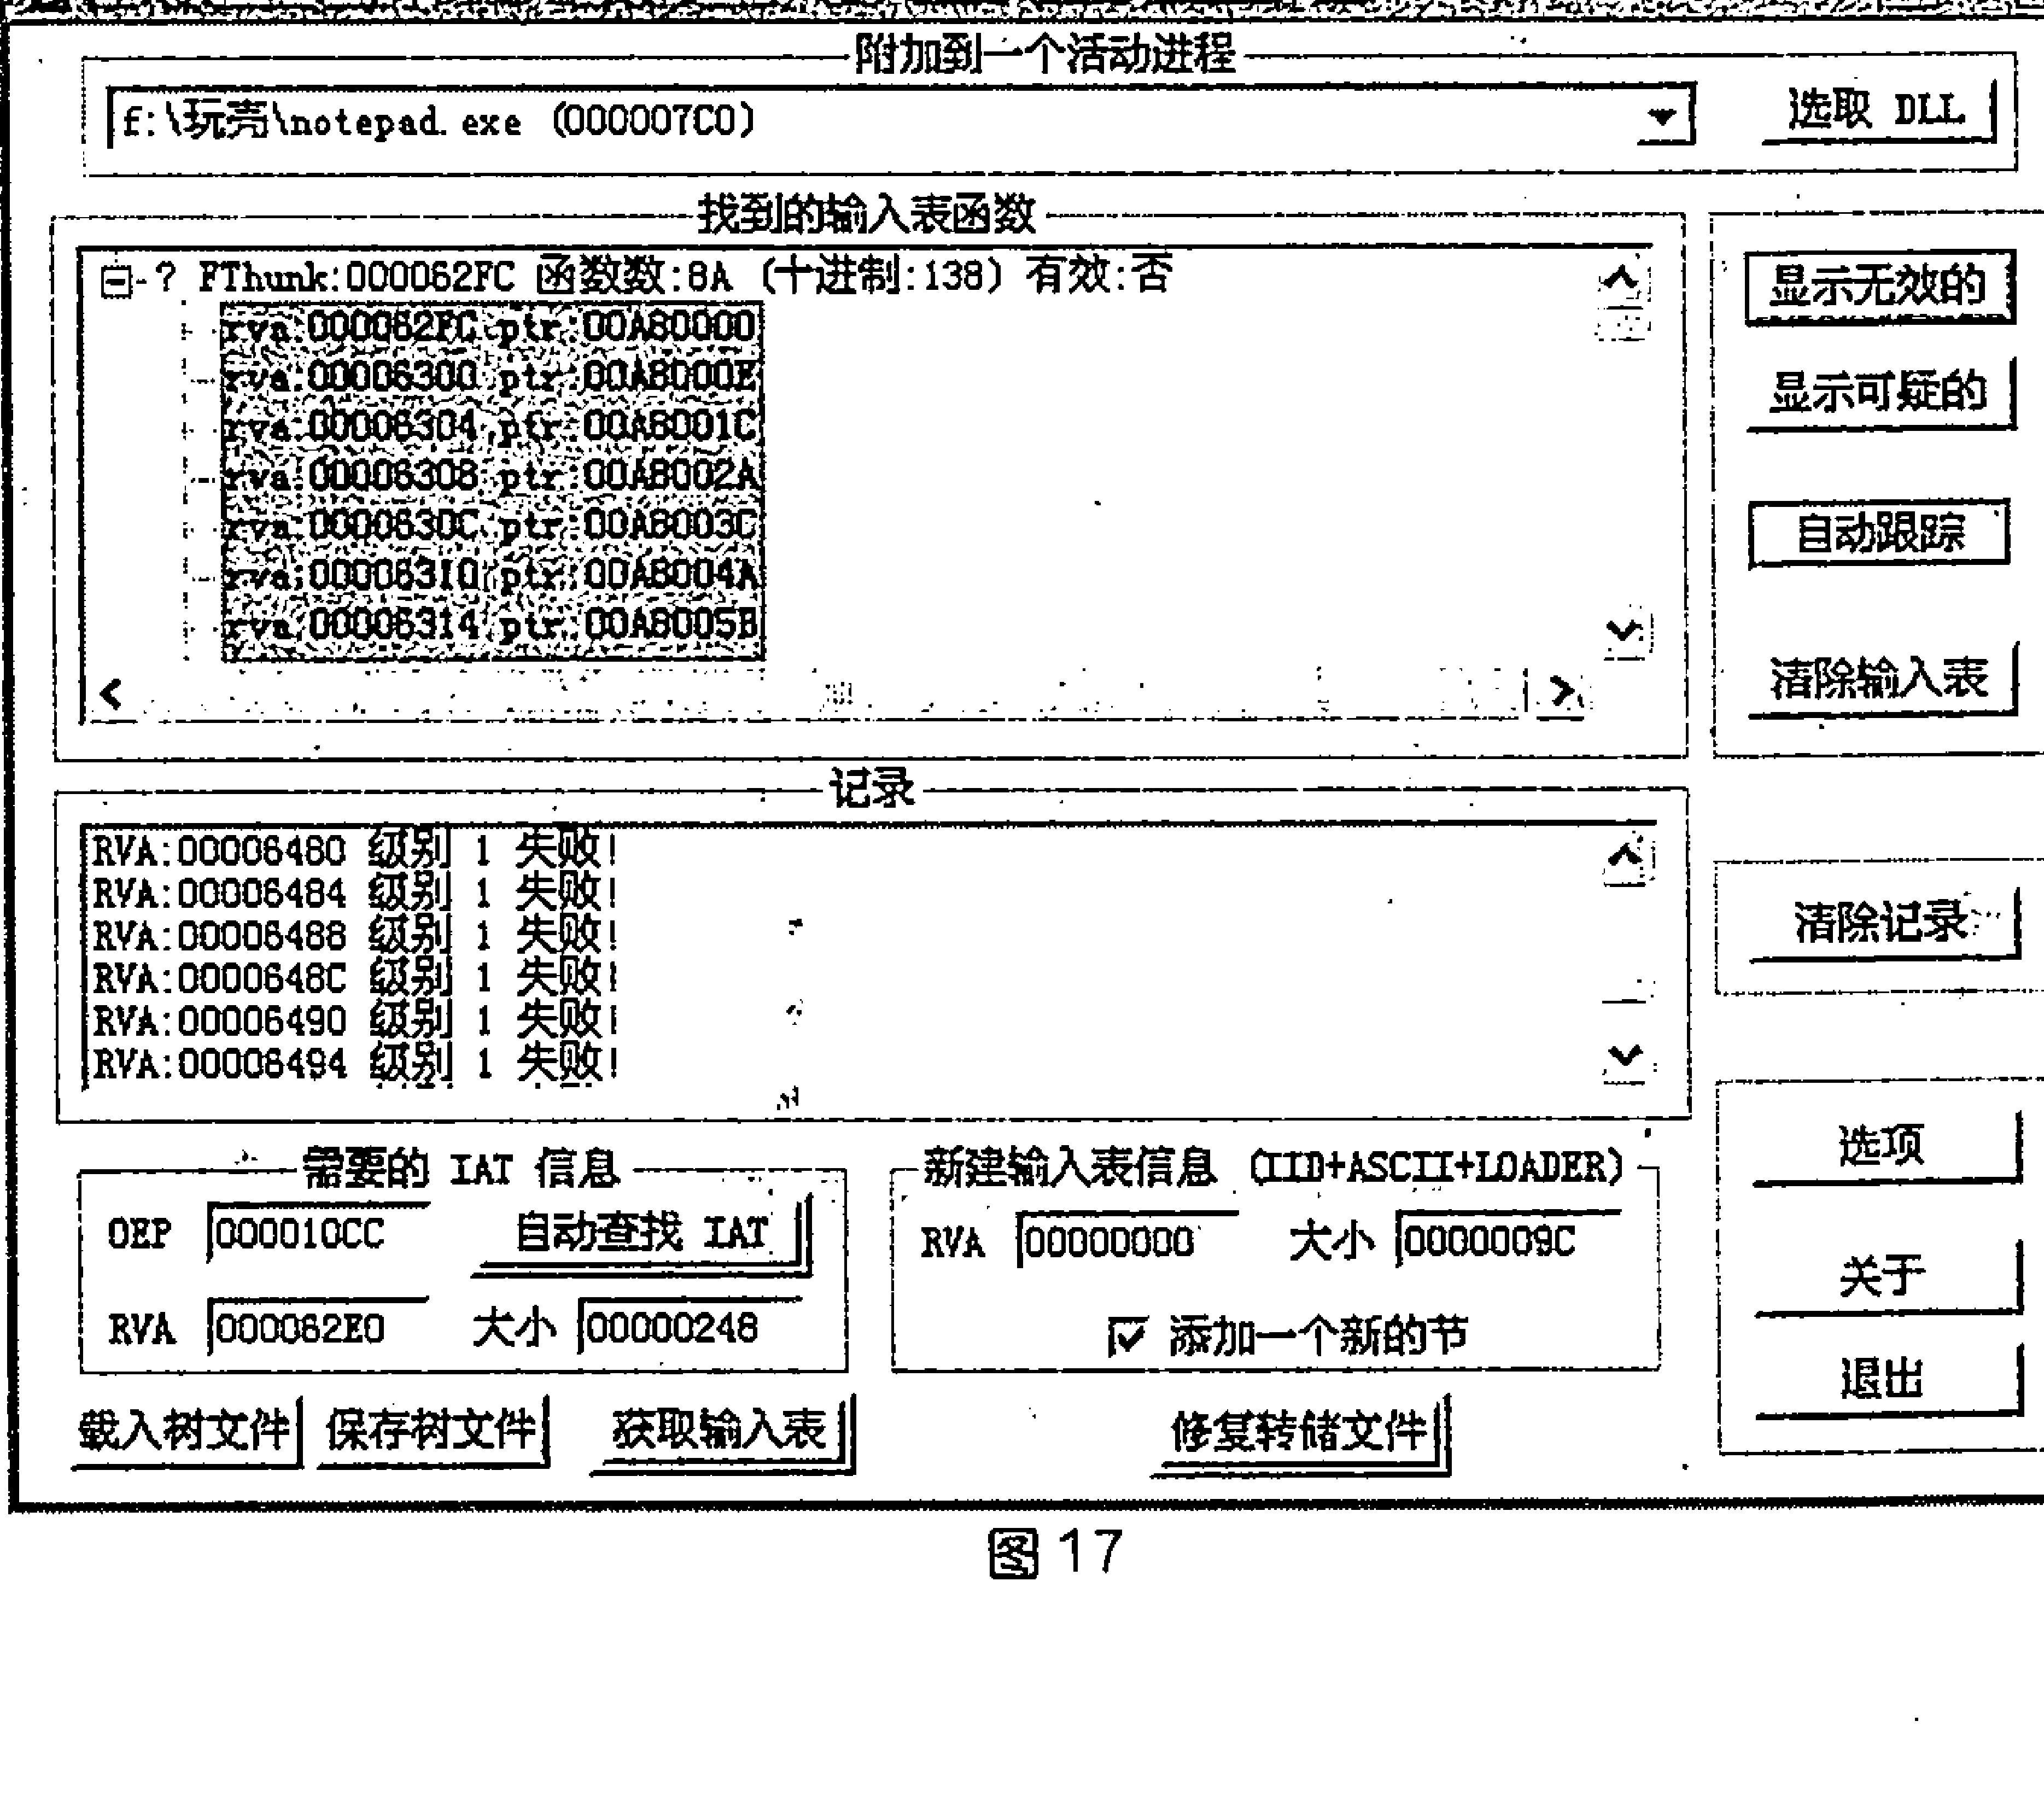 附加到一个活动进程
f:\玩壳\notepad.exe (000007C0)
选取 DLL
找到的输入表函数
? FThunk:000062FC 函数数:8A (十进制:138) 有效:否
rva:000062FC ptr:00A80000
rva:00006300 ptr:00A8000E
rva:00006304 ptr:00A8001C
rva:00006308 ptr:00A8002A
rva:0000630C ptr:00A8003C
rva:00006310 ptr:00A8004A
rva:00006314 ptr:00A8005B
显示无效的
显示可疑的
自动跟踪
清除输入表
记录
RVA:00006480 级别 1 失败!
RVA:00006484 级别 1 失败!
RVA:00006488 级别 1 失败!
RVA:0000648C 级别 1 失败!
RVA:00006490 级别 1 失败!
RVA:00006494 级别 1 失败!
清除记录
需要的 IAT 信息
OEP 000010CC 自动查找 IAT
RVA 000062E0 大小 00000248
新建输入表信息 (IID+ASCII+LOADER)
RVA 00000000 大小 0000009C
添加一个新的节
选项
关于
退出
载入树文件 保存树文件 获取输入表 修复转储文件
图 17